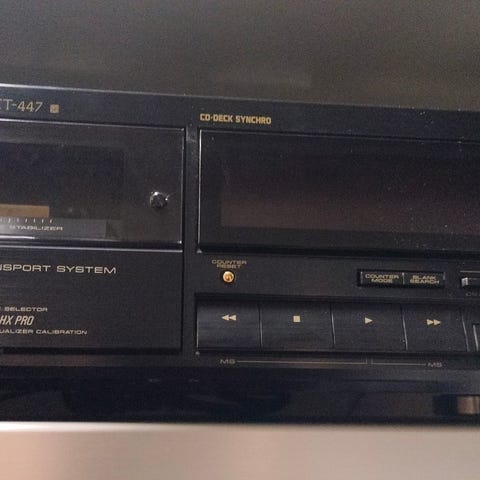 CT-447
CD-DECK SYNCHRO
STABILIZER
NSPORT SYSTEM
COUNTER
RESET
COUNTER
MODE
BLANK
SEARCH
SELECTOR
HX PRO
UALIZER CALIBRATION
MS
MS